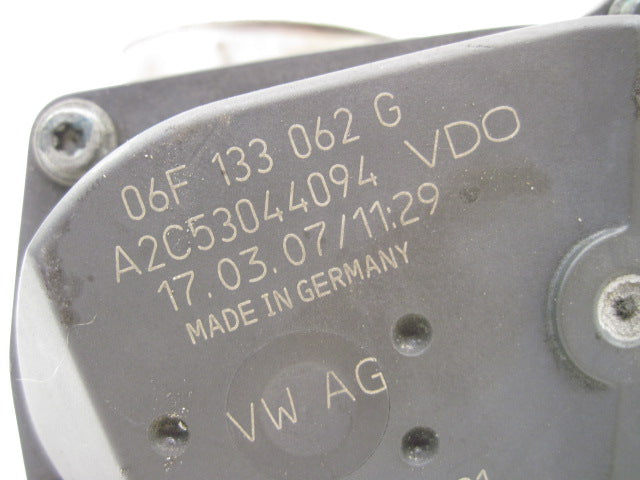 06F 133 062 G
A2C53044094 VDO
17.03.07/11:29
MADE IN GERMANY
VW AG